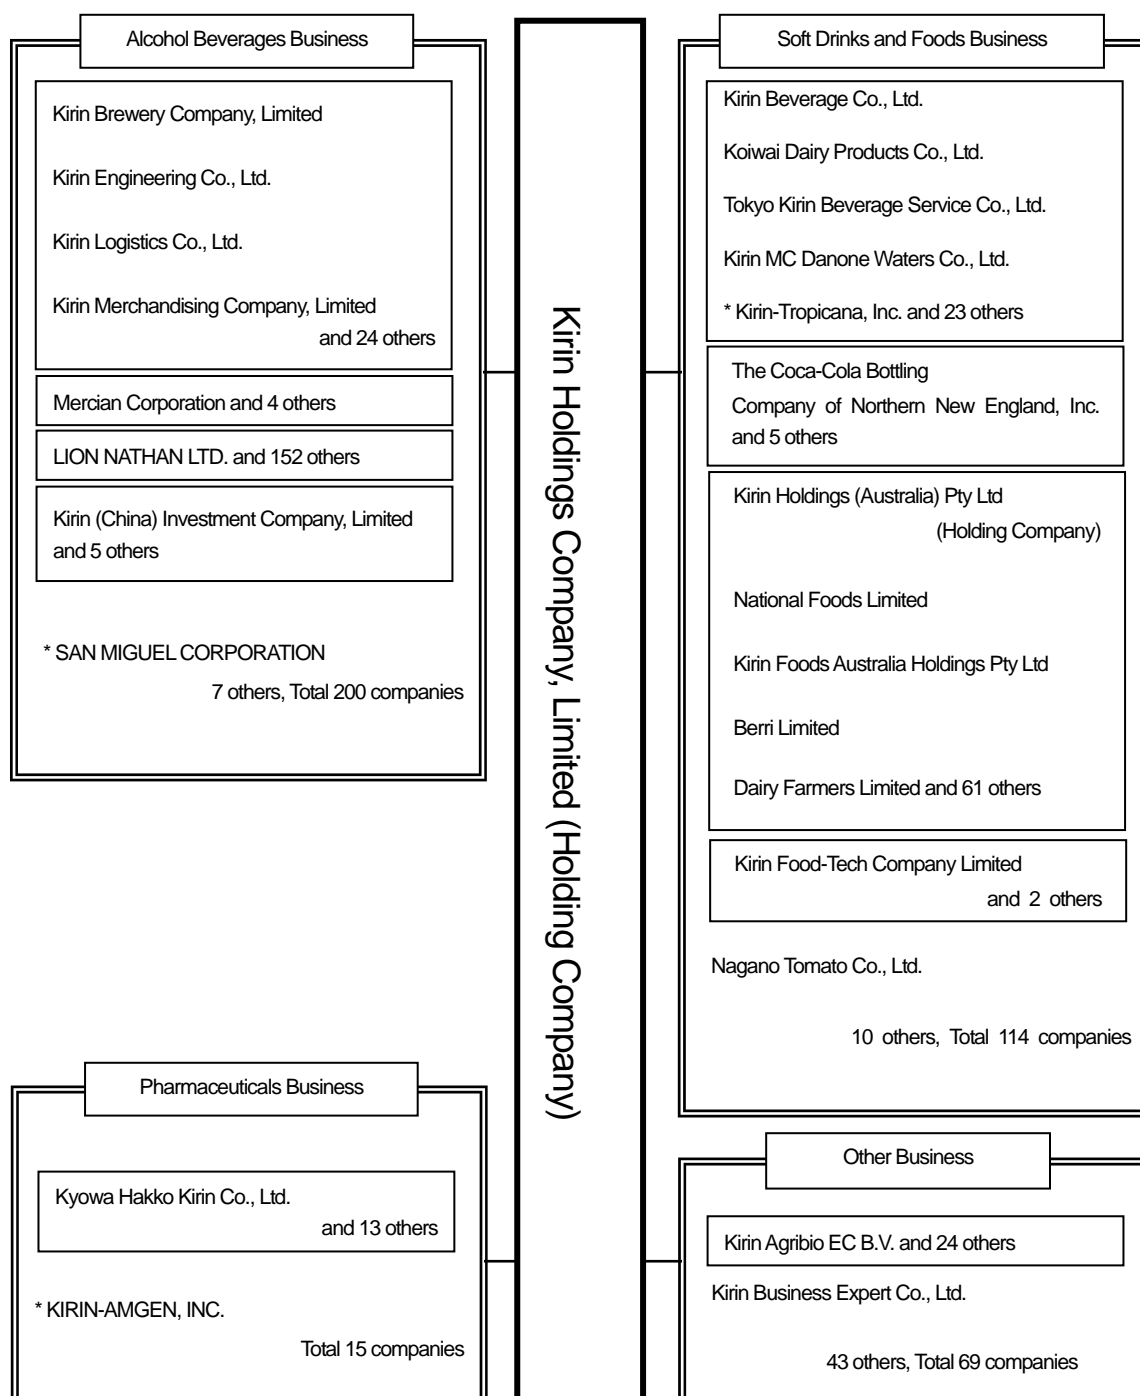 Alcohol Beverages Business
Kirin Brewery Company, Limited
Kirin Engineering Co., Ltd.
Kirin Logistics Co., Ltd.
Kirin Merchandising Company, Limited
and 24 others
Mercian Corporation and 4 others
LION NATHAN LTD. and 152 others
Kirin (China) Investment Company, Limited
and 5 others
* SAN MIGUEL CORPORATION
7 others, Total 200 companies
Pharmaceuticals Business
Kyowa Hakko Kirin Co., Ltd.
and 13 others
* KIRIN-AMGEN, INC.
Total 15 companies
Kirin Holdings Company, Limited (Holding Company)
Soft Drinks and Foods Business
Kirin Beverage Co., Ltd.
Koiwai Dairy Products Co., Ltd.
Tokyo Kirin Beverage Service Co., Ltd.
Kirin MC Danone Waters Co., Ltd.
* Kirin-Tropicana, Inc. and 23 others
The Coca-Cola Bottling
Company of Northern New England, Inc.
and 5 others
Kirin Holdings (Australia) Pty Ltd
(Holding Company)
National Foods Limited
Kirin Foods Australia Holdings Pty Ltd
Berri Limited
Dairy Farmers Limited and 61 others
Kirin Food-Tech Company Limited
and 2 others
Nagano Tomato Co., Ltd.
10 others, Total 114 companies
Other Business
Kirin Agribio EC B.V. and 24 others
Kirin Business Expert Co., Ltd.
43 others, Total 69 companies